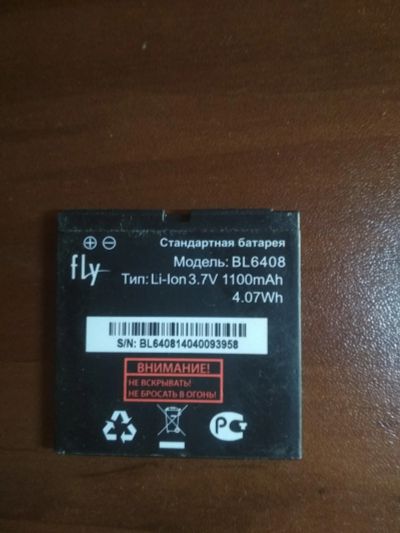 Стандартная батарея
fly
Модель: BL6408
Тип: Li-Ion 3.7V 1100mAh
4.07Wh
S/N: BL640814040093958
ВНИМАНИЕ!
НЕ ВСКРЫВАТЬ!
НЕ БРОСАТЬ В ОГОНЬ!